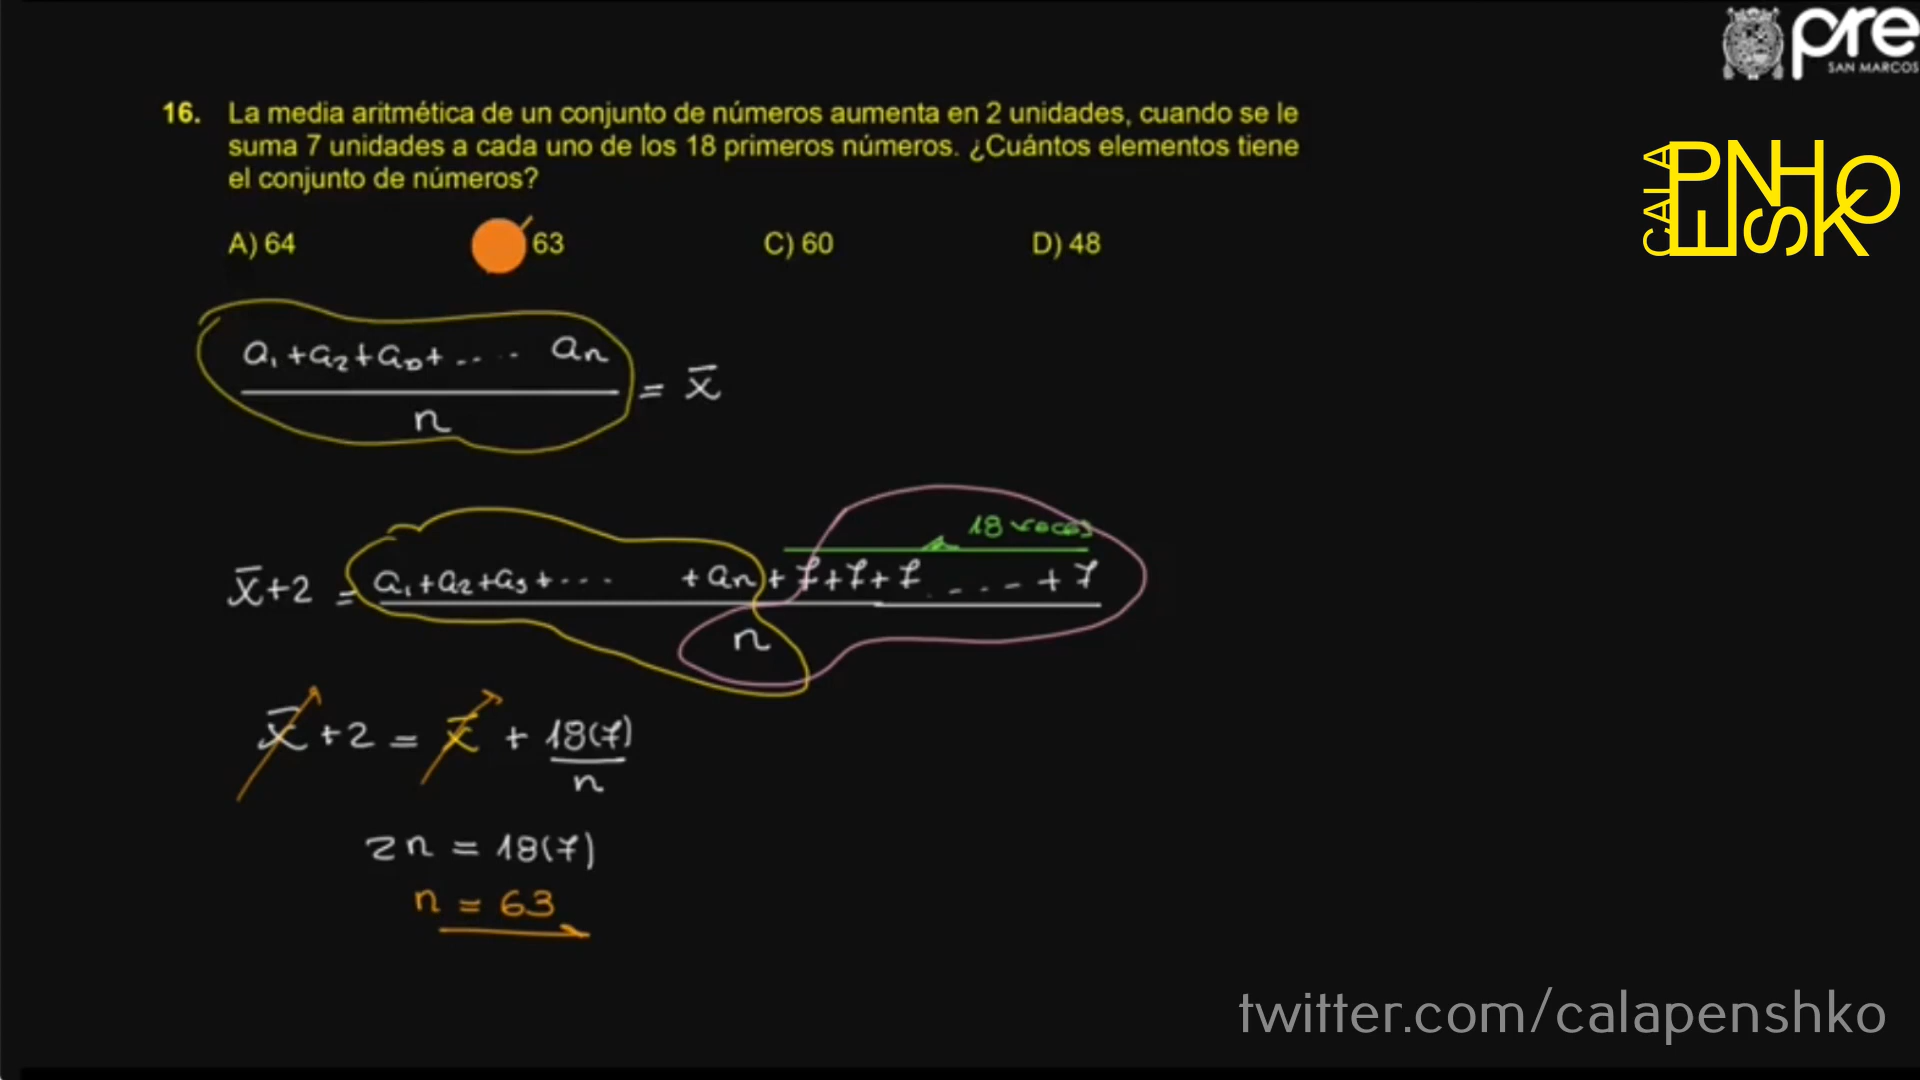 pre
SAN MARCOS
16. La media aritmética de un conjunto de números aumenta en 2 unidades, cuando se le
suma 7 unidades a cada uno de los 18 primeros números. ¿Cuántos elementos tiene
el conjunto de números?
CALA PENSHKO
A) 64 63 C) 60 D) 48
a₁+a₂+a₃+.... aₙ
n
= x̄
18 veces
x̄+2 = a₁+a₂+a₃+... +aₙ+7+7+7....+7
n
x̄+2 = x̄ + 18(7)
n
2n = 18(7)
n = 63
twitter.com/calapenshko